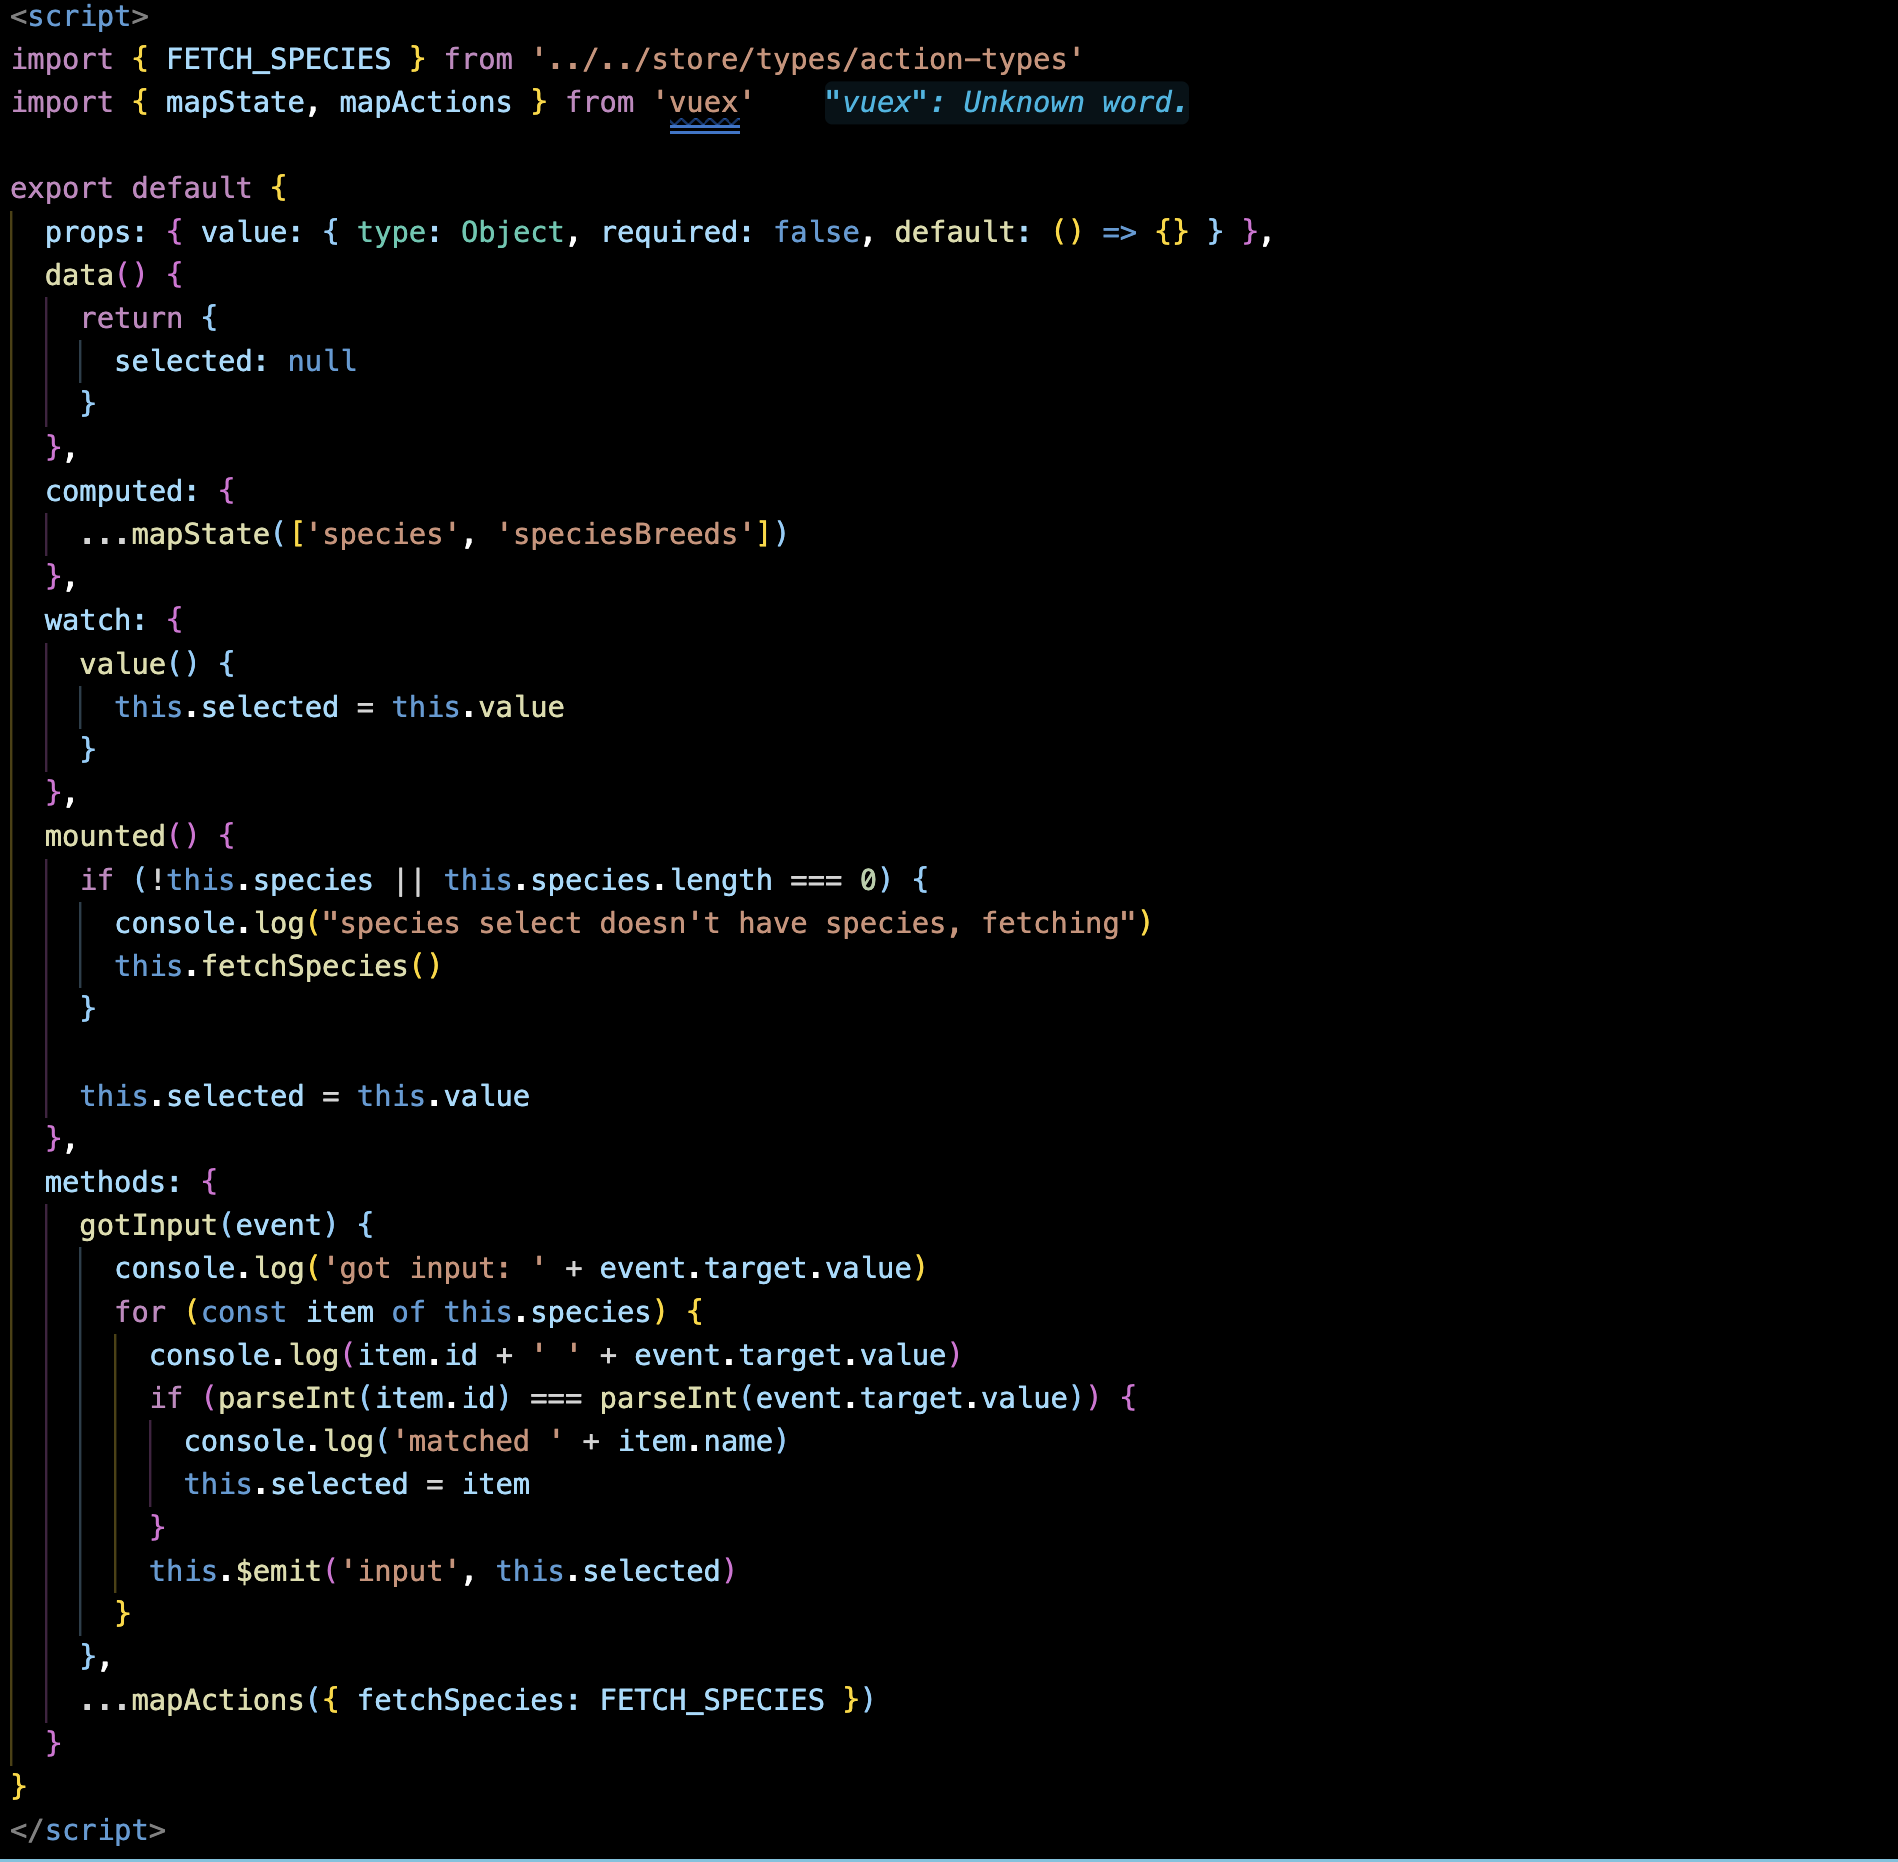 <script>
import { FETCH_SPECIES } from '../../store/types/action-types'
import { mapState, mapActions } from 'vuex' "vuex": Unknown word.
export default {
props: { value: { type: Object, required: false, default: () => {} } },
data() {
return {
selected: null
}
},
computed: {
...mapState(['species', 'speciesBreeds'])
},
watch: {
value() {
this.selected = this.value
}
},
mounted() {
if (!this.species || this.species.length === 0) {
console.log("species select doesn't have species, fetching")
this.fetchSpecies()
}
this.selected = this.value
},
methods: {
gotInput(event) {
console.log('got input: ' + event.target.value)
for (const item of this.species) {
console.log(item.id + ' ' + event.target.value)
if (parseInt(item.id) === parseInt(event.target.value)) {
console.log('matched ' + item.name)
this.selected = item
}
this.$emit('input', this.selected)
}
},
...mapActions({ fetchSpecies: FETCH_SPECIES })
}
}
</script>